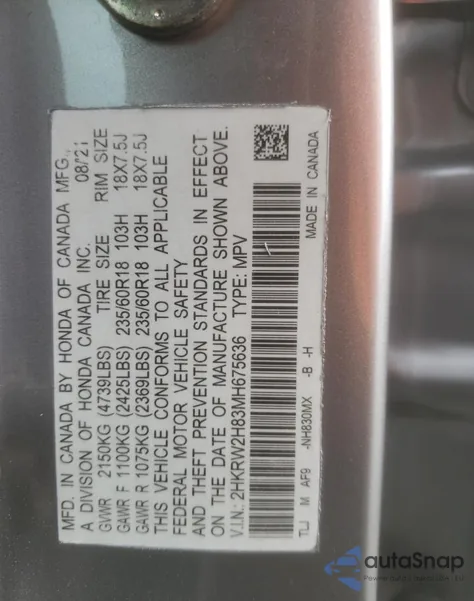 MFD. IN CANADA BY HONDA OF CANADA MFG.,
A DIVISION OF HONDA CANADA INC. 08/21
GVWR 2150KG (4739LBS) TIRE SIZE RIM SIZE
GAWR F 1100KG (2425LBS) 235/60R18 103H 18X7.5J
GAWR R 1075KG (2369LBS) 235/60R18 103H 18X7.5J
THIS VEHICLE CONFORMS TO ALL APPLICABLE
FEDERAL MOTOR VEHICLE SAFETY
AND THEFT PREVENTION STANDARDS IN EFFECT
ON THE DATE OF MANUFACTURE SHOWN ABOVE.
V.I.N: 2HKRW2H83MH675636 TYPE: MPV
TLJ M AF9 -NH830MX -B -H MADE IN CANADA
autoSnap